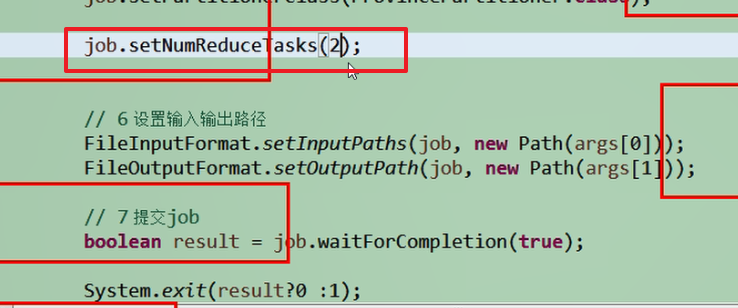 job.setPartitionerClass(ProvincePartitioner.class);
job.setNumReduceTasks(2);
// 6 设置输入输出路径
FileInputFormat.setInputPaths(job, new Path(args[0]));
FileOutputFormat.setOutputPath(job, new Path(args[1]));
// 7 提交job
boolean result = job.waitForCompletion(true);
System.exit(result?0 :1);